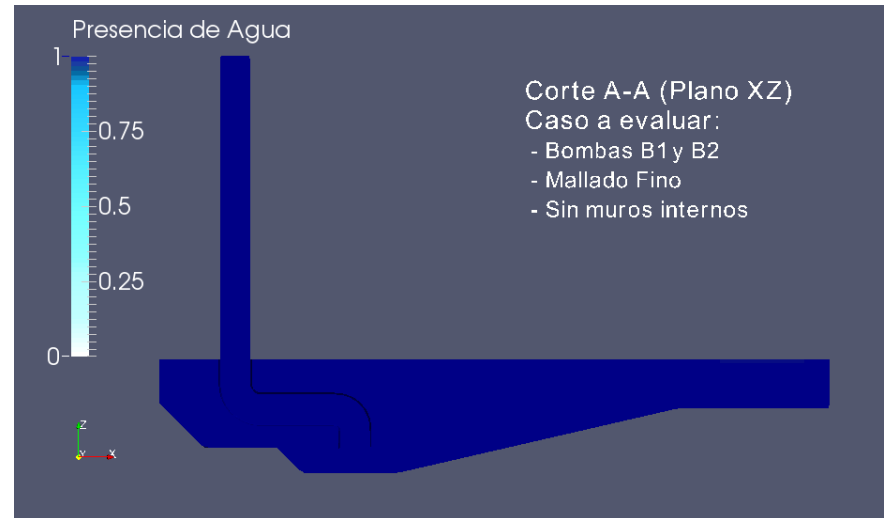 Presencia de Agua
1
0.75
0.5
0.25
0
Corte A-A (Plano XZ)
Caso a evaluar:
- Bombas B1 y B2
- Mallado Fino
- Sin muros internos
Z
Y
X